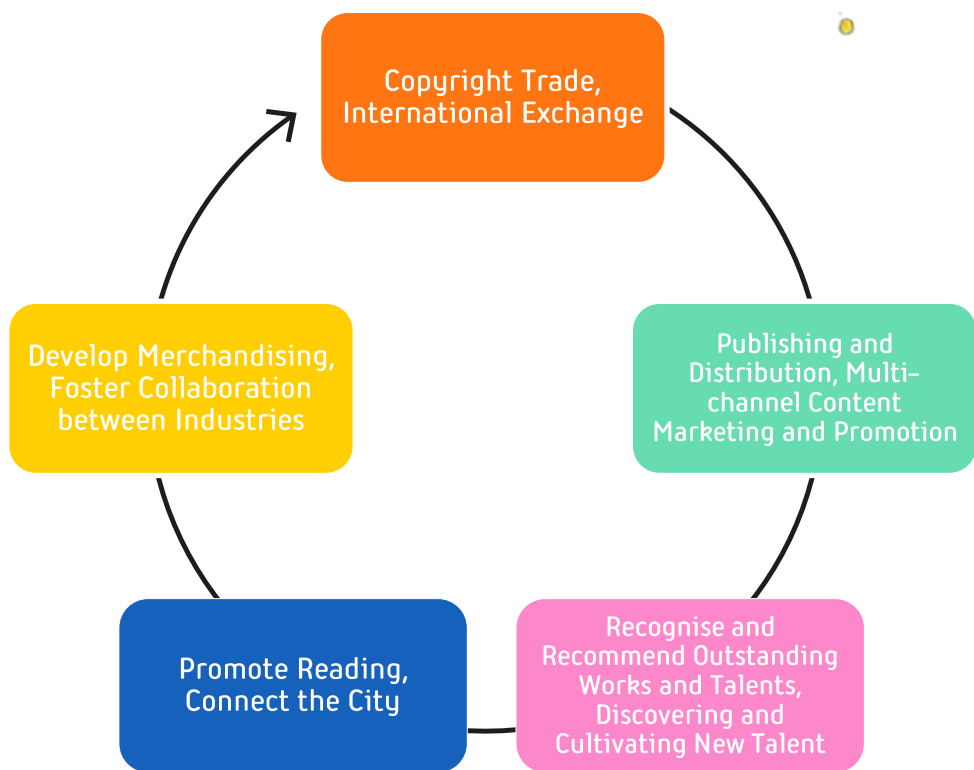 Copyright Trade,
International Exchange
Publishing and
Distribution, Multi-
channel Content
Marketing and Promotion
Recognise and
Recommend Outstanding
Works and Talents,
Discovering and
Cultivating New Talent
Promote Reading,
Connect the City
Develop Merchandising,
Foster Collaboration
between Industries